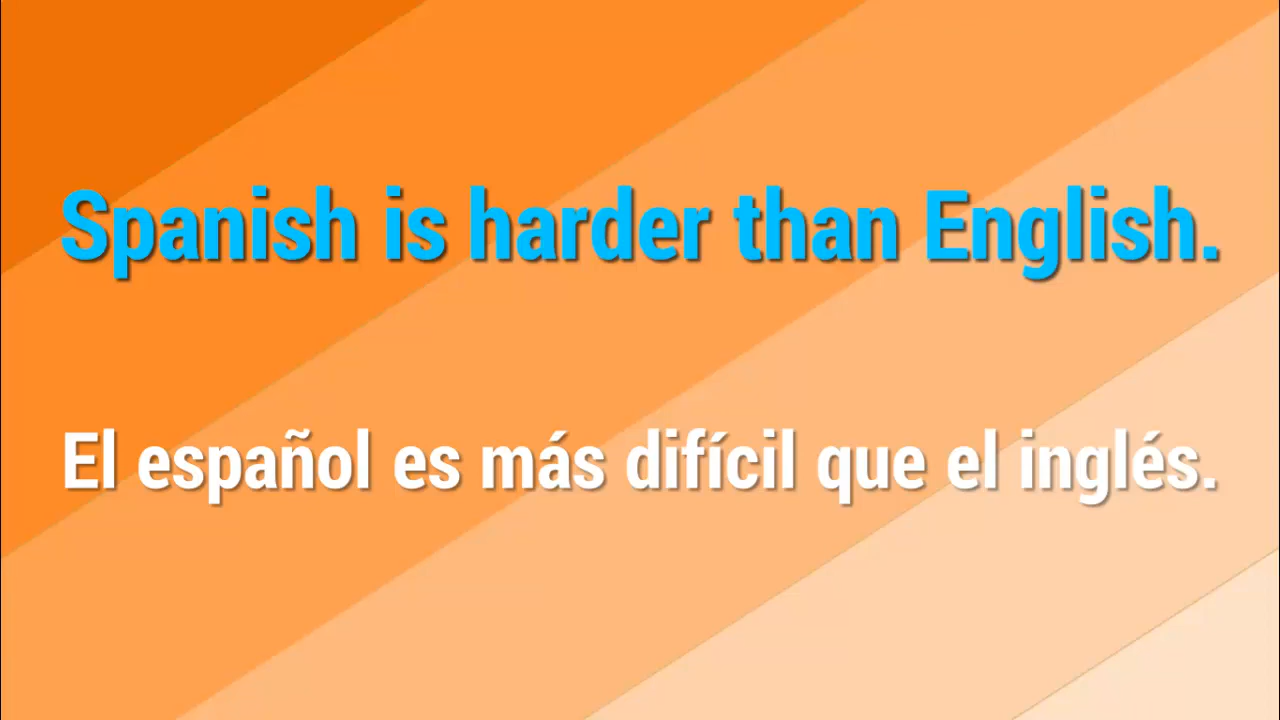 Spanish is harder than English.
El español es más difícil que el inglés.